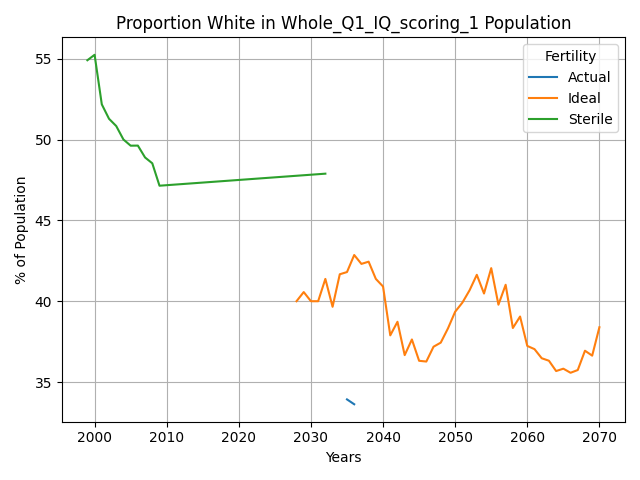 Proportion White in Whole_Q1_IQ_scoring_1 Population
Fertility
Actual
Ideal
Sterile
% of Population
55
50
45
40
35
2000
2010
2020
2030
2040
2050
2060
2070
Years